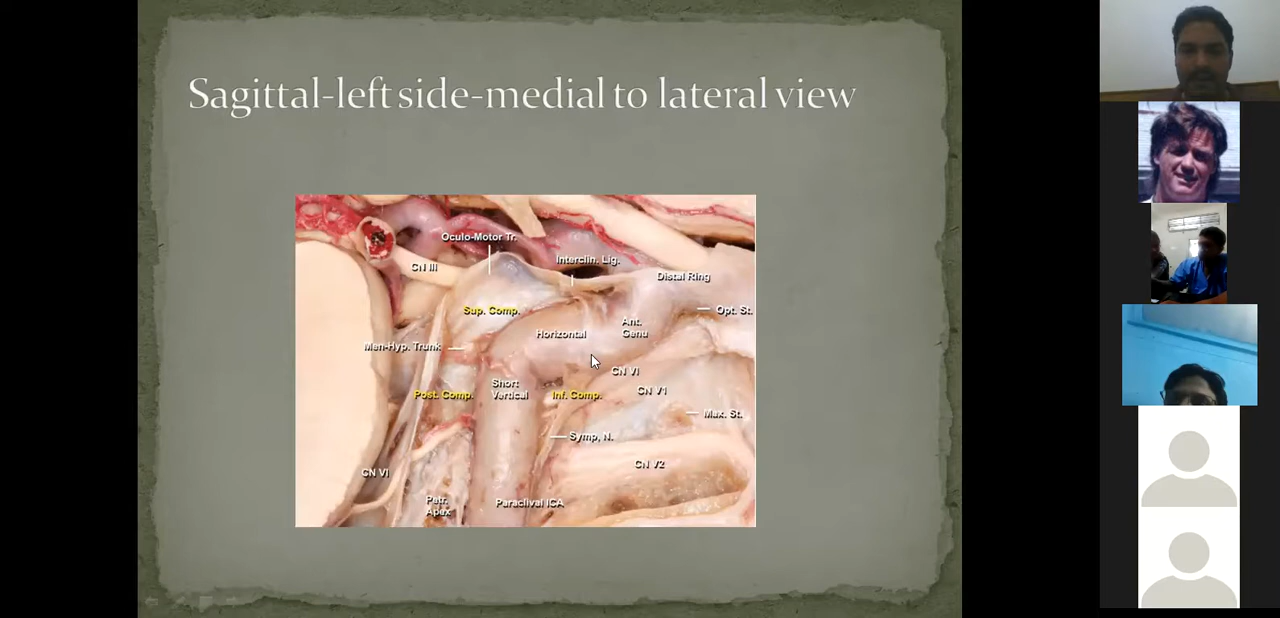 Sagittal-left side-medial to lateral view
Oculo-Motor Tr.
Interclin. Lig.
CN III
Distal Ring
Sup. Comp.
Opt. St.
Horizontal
Ant.
Genu
Men-Hyp. Trunk
CN VI
Short
Vertical
Post. Comp.
Inf. Comp.
CN V1
Max. St.
Symp. N.
CN V2
CN VI
Petr.
Apex
Paraclival ICA